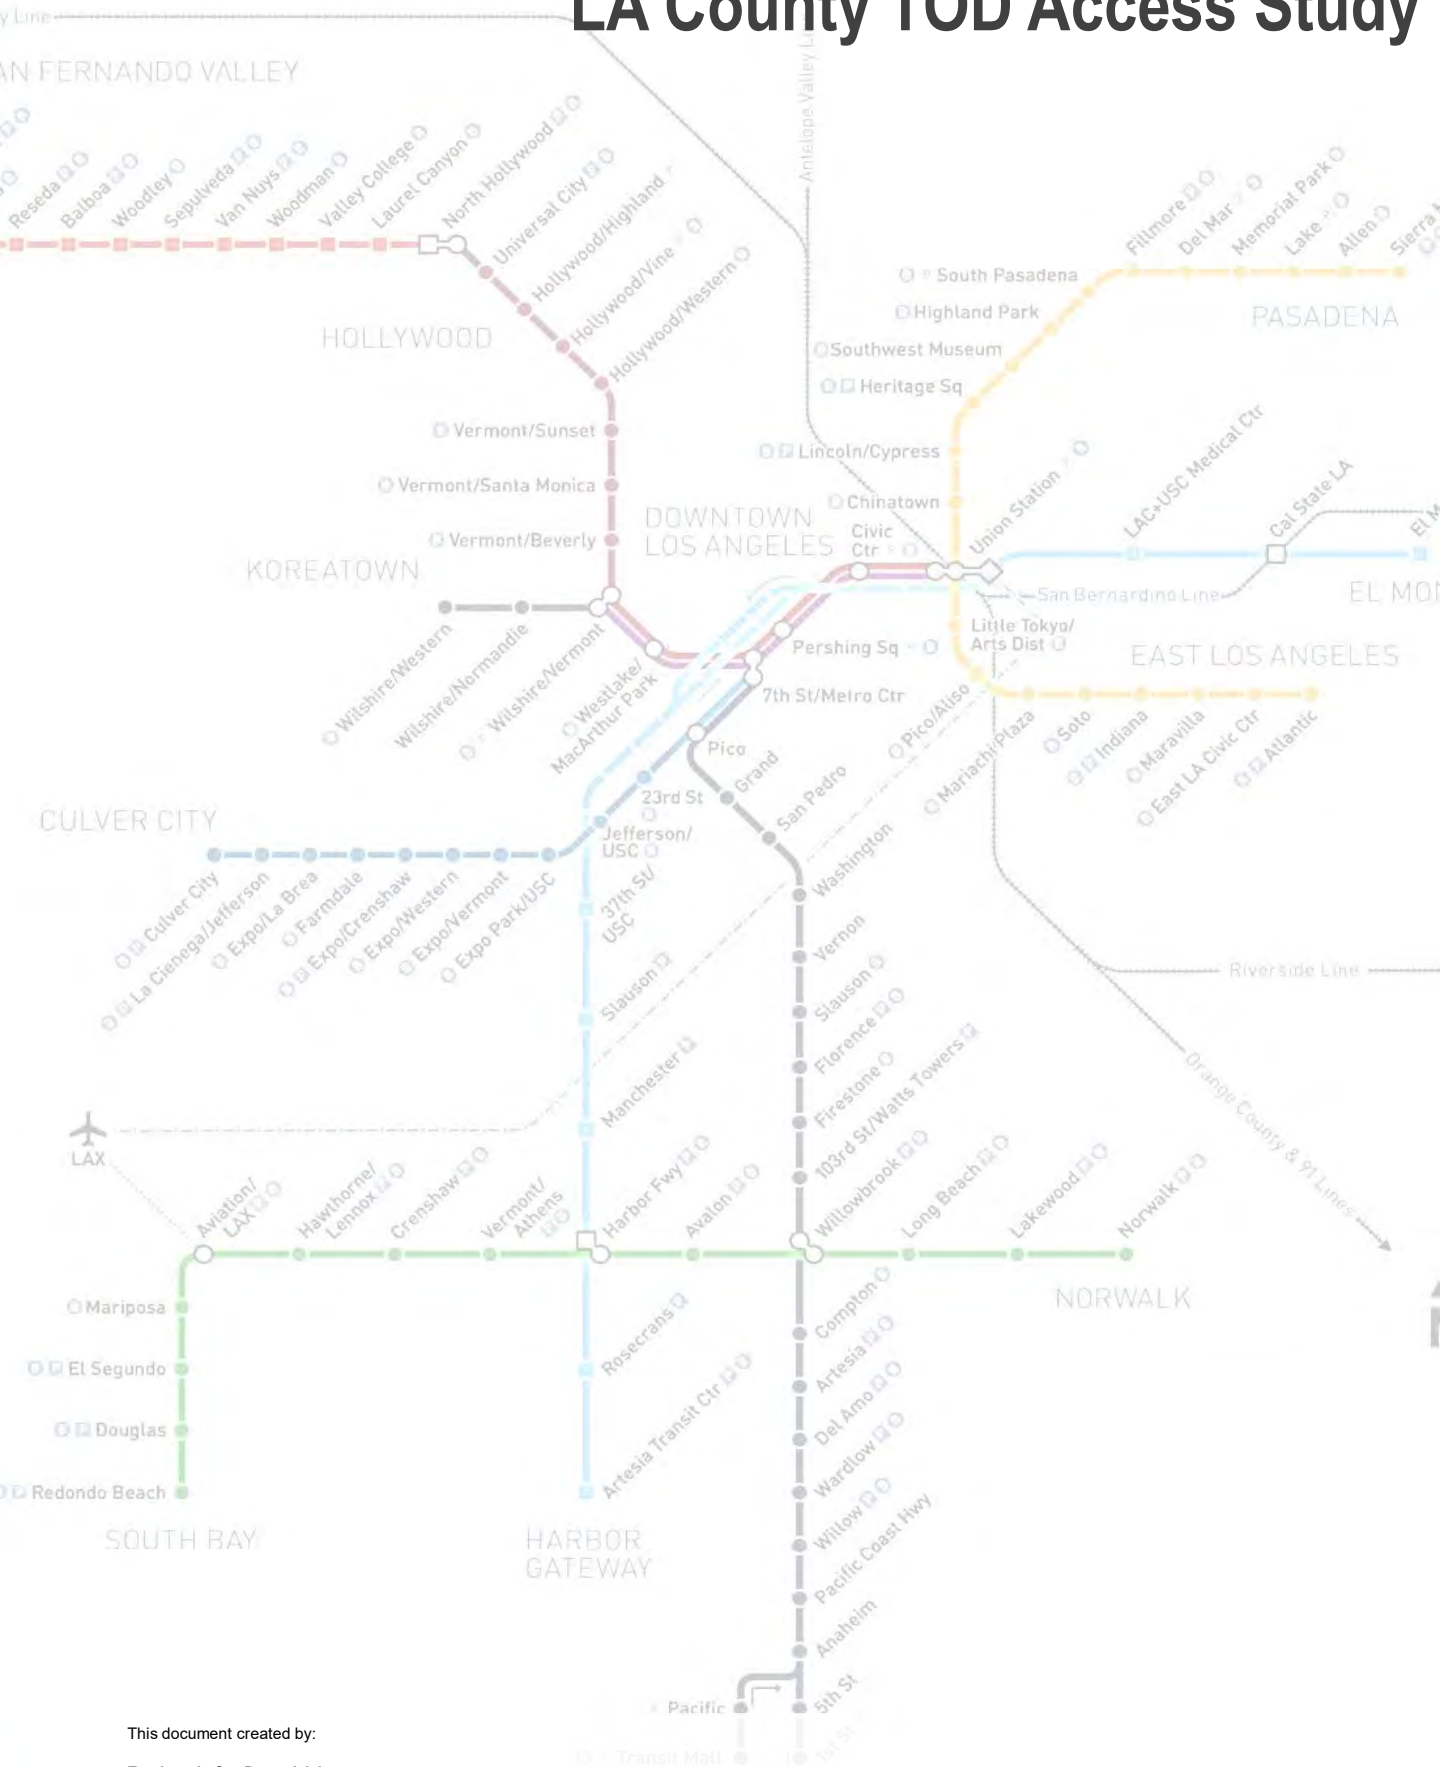 LA County TOD Access Study
y Line
AN FERNANDO VALLEY
Antelope Valley Li
Reseda
Balboa
Woodley
Sepulveda
Van Nuys
Woodman
Valley College
Laurel Canyon
North Hollywood
Universal City
Hollywood/Highland
Hollywood/Vine
Hollywood/Western
Fillmore
Del Mar
Memorial Park
Lake
Allen
Sierra
South Pasadena
Highland Park
PASADENA
HOLLYWOOD
Southwest Museum
Heritage Sq
Vermont/Sunset
Lincoln/Cypress
Vermont/Santa Monica
Chinatown
Union Station
LAC+USC Medical Ctr
Cal State LA
El M
DOWNTOWN
LOS ANGELES
Civic
Ctr
Vermont/Beverly
KOREATOWN
San Bernardino Line
EL MON
Wilshire/Western
Wilshire/Normandie
Wilshire/Vermont
Westlake/
MacArthur Park
Pershing Sq
Little Tokyo/
Arts Dist
EAST LOS ANGELES
7th St/Metro Ctr
Pico/Aliso
Mariachi Plaza
Soto
Indiana
Maravilla
East LA Civic Ctr
Atlantic
Pico
Grand
San Pedro
23rd St
CULVER CITY
Jefferson/
USC
Washington
Culver City
La Cienega/Jefferson
Expo/La Brea
Farmdale
Expo/Crenshaw
Expo/Western
Expo/Vermont
Expo Park/USC
37th St/
USC
Vernon
Riverside Line
Slauson
Slauson
Florence
Manchester
Firestone
103rd St/Watts Towers
Orange County & 91 Lines
LAX
Aviation/
LAX
Hawthorne/
Lennox
Crenshaw
Vermont/
Athens
Harbor Fwy
Avalon
Willowbrook
Long Beach
Lakewood
Norwalk
NORWALK
Mariposa
Rosecrans
Compton
El Segundo
Artesia
Artesia Transit Ctr
Del Amo
Douglas
Wardlow
Redondo Beach
Willow
SOUTH BAY
HARBOR
GATEWAY
Pacific Coast Hwy
Anaheim
Pacific
5th St
This document created by:
Transit Mall
1st St